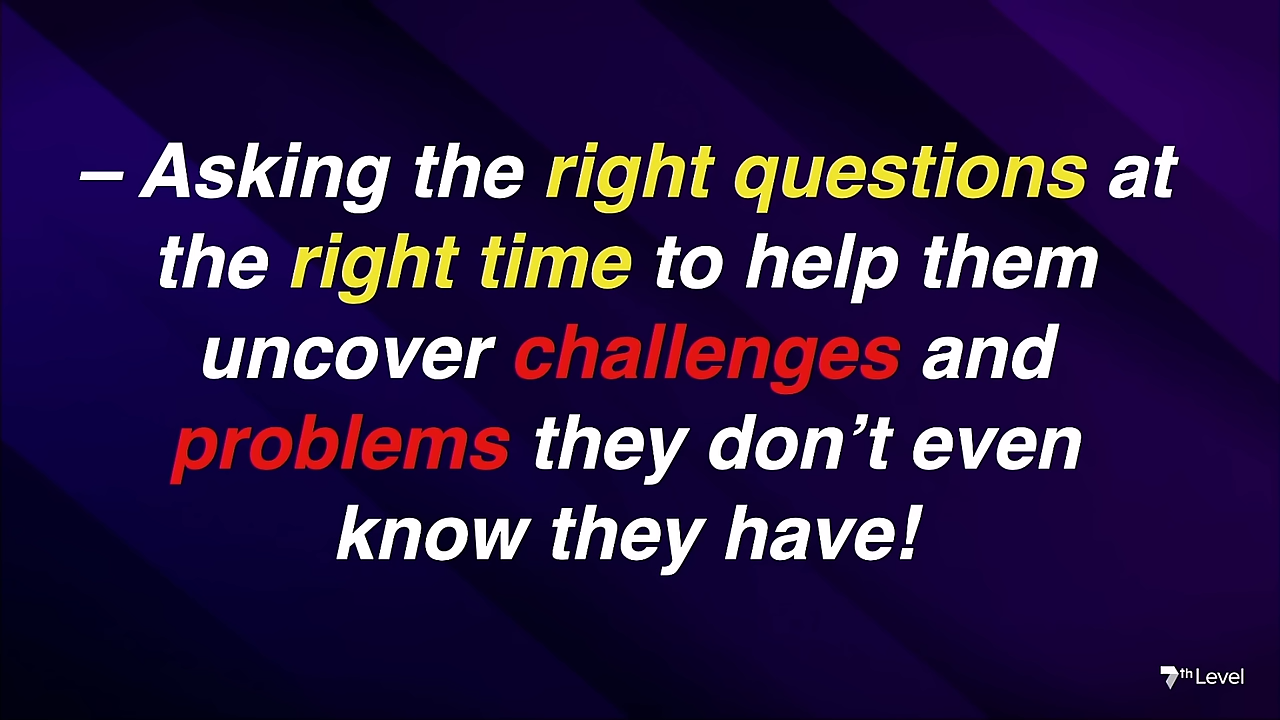 – Asking the right questions at
the right time to help them
uncover challenges and
problems they don’t even
know they have!
7th Level